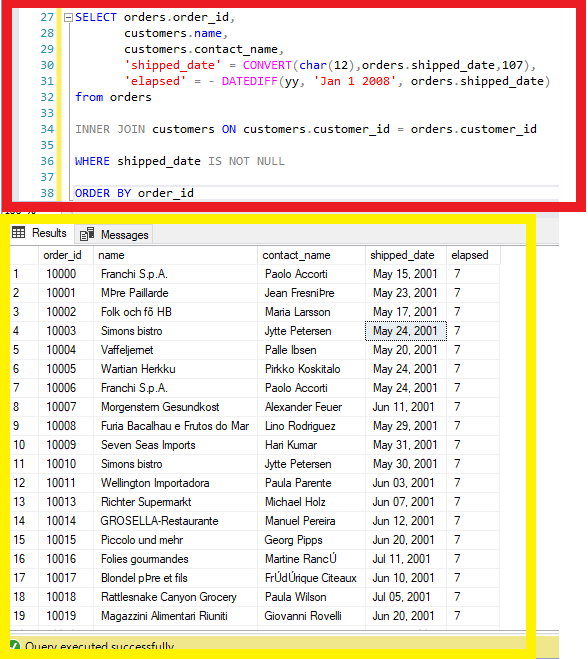 27 SELECT orders.order_id,
28 customers.name,
29 customers.contact_name,
30 'shipped_date' = CONVERT(char(12),orders.shipped_date,107),
31 'elapsed' = - DATEDIFF(yy, 'Jan 1 2008', orders.shipped_date)
32 from orders
33
34 INNER JOIN customers ON customers.customer_id = orders.customer_id
35
36 WHERE shipped_date IS NOT NULL
37
38 ORDER BY order_id
Results Messages
order_id name contact_name shipped_date elapsed
1 10000 Franchi S.p.A. Paolo Accorti May 15, 2001 7
2 10001 MÞre Paillarde Jean FresniÞre May 23, 2001 7
3 10002 Folk och fõ HB Maria Larsson May 17, 2001 7
4 10003 Simons bistro Jytte Petersen May 24, 2001 7
5 10004 Vaffeljernet Palle Ibsen May 20, 2001 7
6 10005 Wartian Herkku Pirkko Koskitalo May 24, 2001 7
7 10006 Franchi S.p.A. Paolo Accorti May 24, 2001 7
8 10007 Morgenstern Gesundkost Alexander Feuer Jun 11, 2001 7
9 10008 Furia Bacalhau e Frutos do Mar Lino Rodriguez May 29, 2001 7
10 10009 Seven Seas Imports Hari Kumar May 31, 2001 7
11 10010 Simons bistro Jytte Petersen May 30, 2001 7
12 10011 Wellington Importadora Paula Parente Jun 03, 2001 7
13 10013 Richter Supermarkt Michael Holz Jun 07, 2001 7
14 10014 GROSELLA-Restaurante Manuel Pereira Jun 12, 2001 7
15 10015 Piccolo und mehr Georg Pipps Jun 20, 2001 7
16 10016 Folies gourmandes Martine RancÚ Jul 11, 2001 7
17 10017 Blondel pÞre et fils FrÚdÚrique Citeaux Jun 10, 2001 7
18 10018 Rattlesnake Canyon Grocery Paula Wilson Jul 05, 2001 7
19 10019 Magazzini Alimentari Riuniti Giovanni Rovelli Jun 20, 2001 7
Query executed successfully